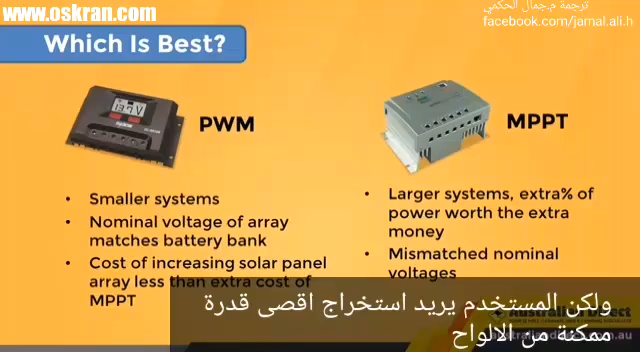 www.oskran.com
ترجمة م.جمال الحكمي
facebook.com/jamal.ali.h
Which Is Best?
PWM
• Smaller systems
• Nominal voltage of array
matches battery bank
• Cost of increasing solar panel
array less than extra cost of
MPPT
MPPT
• Larger systems, extra% of
power worth the extra
money
• Mismatched nominal
voltages
ولكن المستخدم يريد استخراج اقصى قدرة
ممكنة من الالواح